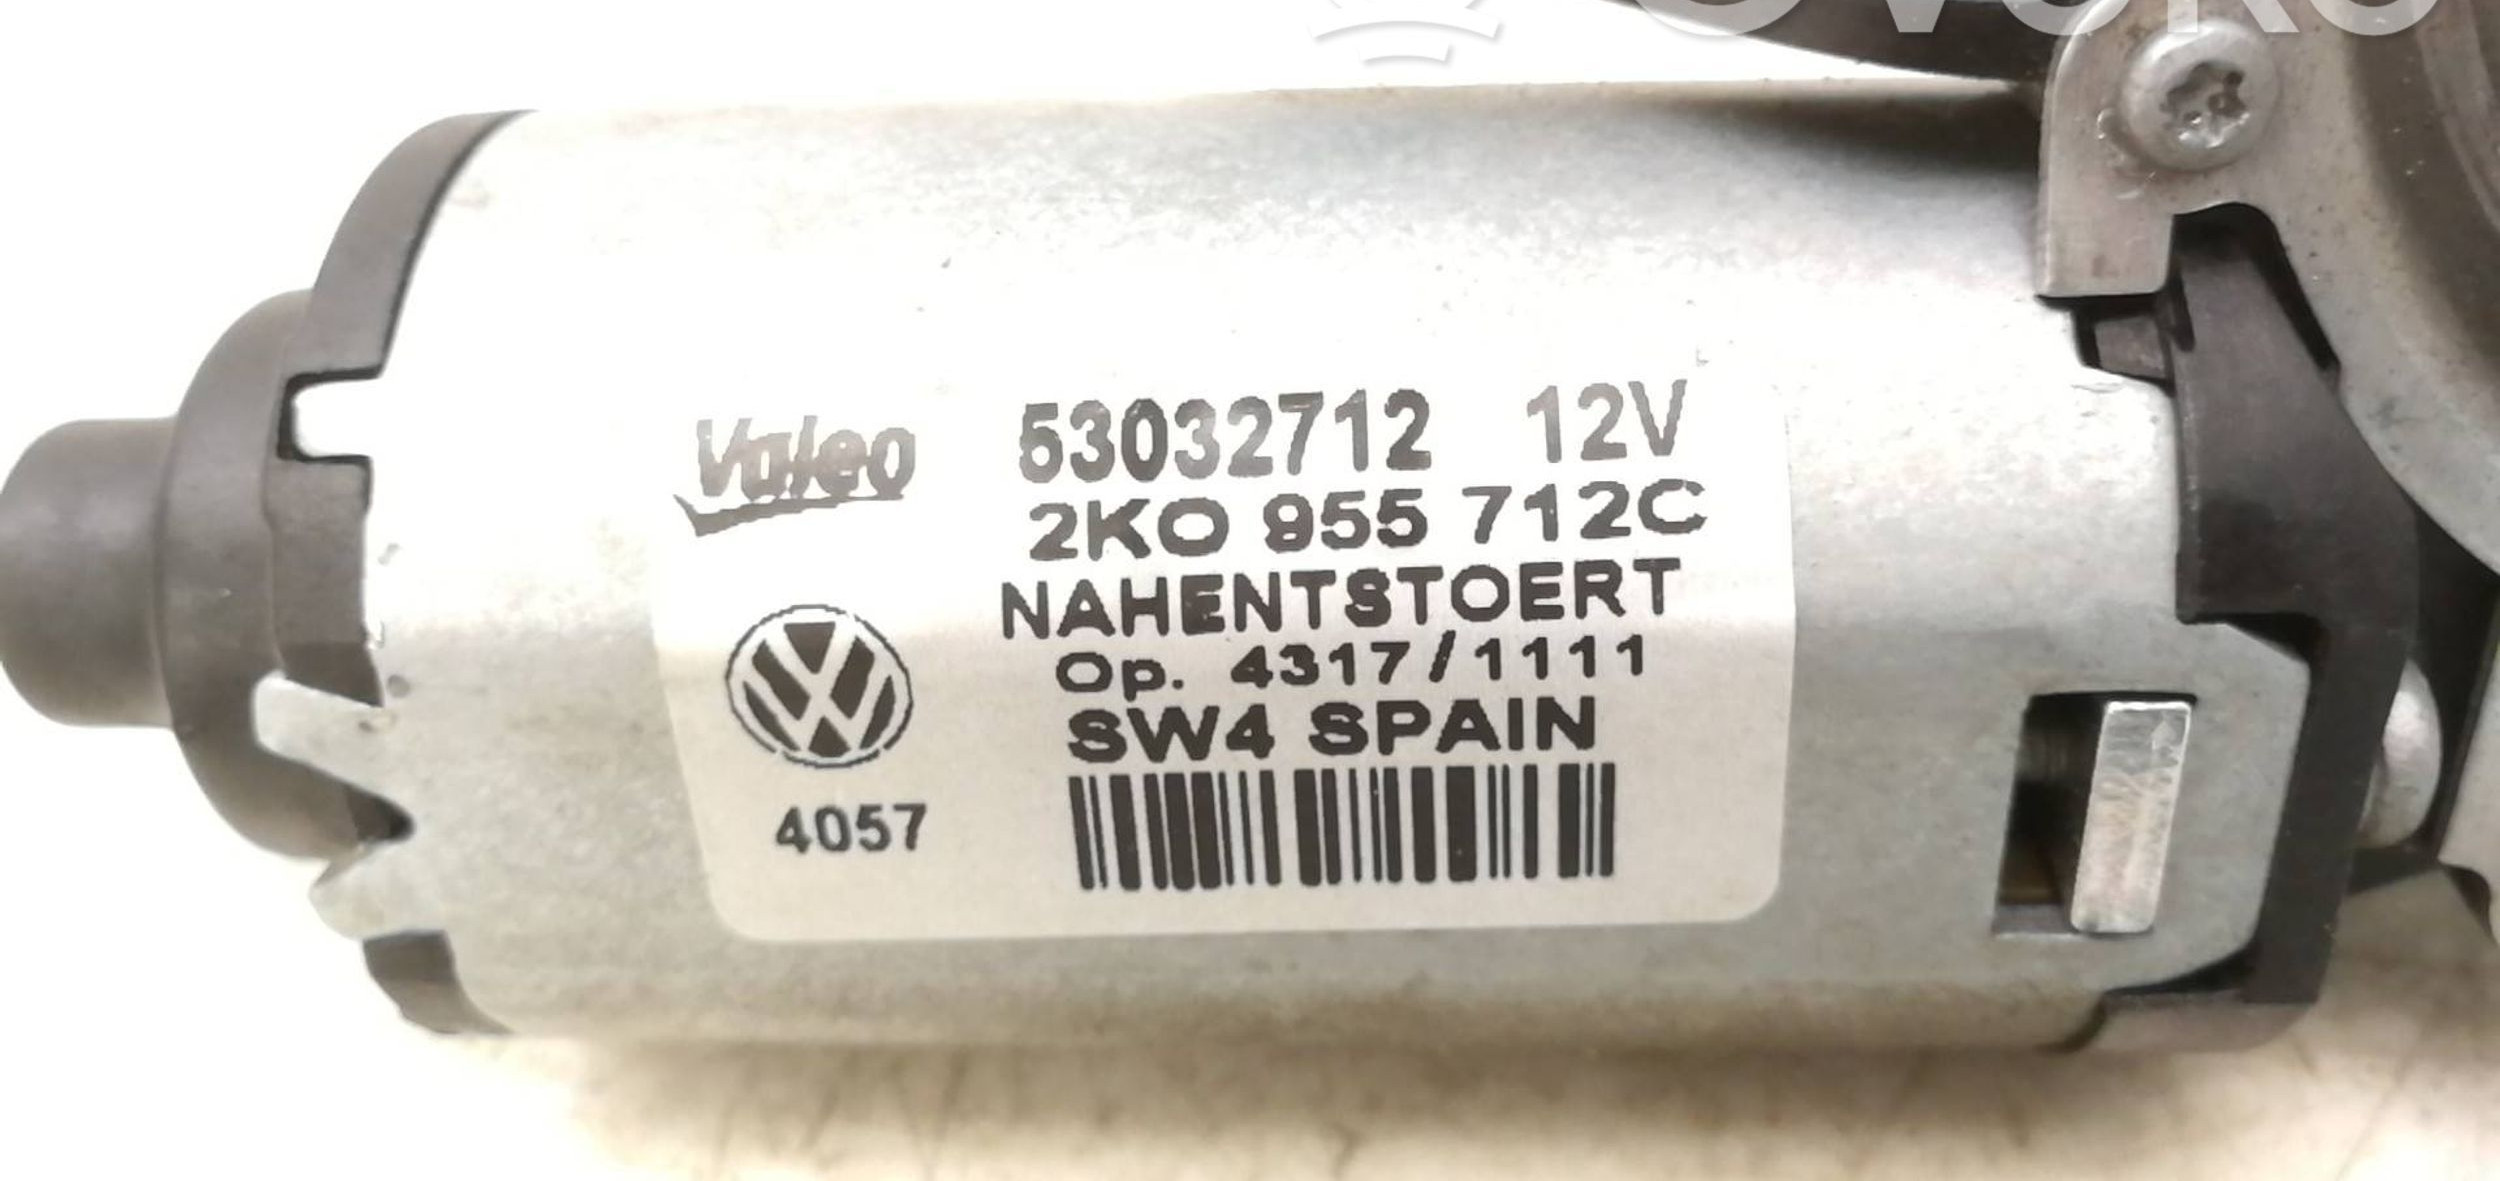 Valeo 53032712 12V
2KO 955 712C
NAHENTSTOERT
Op. 4317/1111
SW4 SPAIN
4057